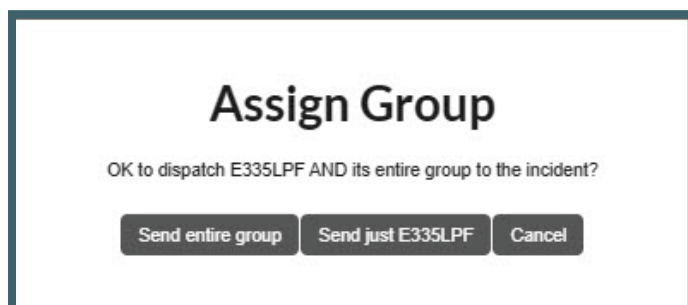 Assign Group
OK to dispatch E335LPF AND its entire group to the incident?
Send entire group Send just E335LPF Cancel